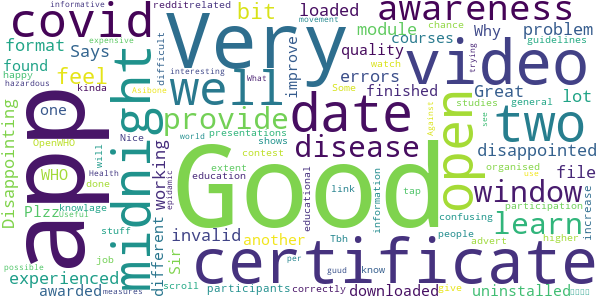 informative
redditrelated
movement
chance
covid
bit
loaded
awareness
expensive
format
Says
module
courses
Why
problem
guidelines
found
feel
quality
errors
improve
happy
hazardous
kinda
difficult
interesting
What
watch
Some
trying
app
midnight
Very
well
video
finished
Great
lot
one
provide
date
two
disappointed
Asibone
OpenWHO
will
Nice
presentations
studies
general
see
Against
world
shows
disease
open
file
Disappointing
WHO
working
epidamic
extent
contest
window
organised
use
education
educational
link
tap
information
Health
done
knowlage
Useful
Plzz
different
Sir
invalid
another
Good
learn
participation
confusing
increase
stuff
Tbh
people
advert
higher
possible
job
certificate
experienced
scroll
participants
guud
know
per
correctly
awarded
measures
downloaded
give
uninstalled